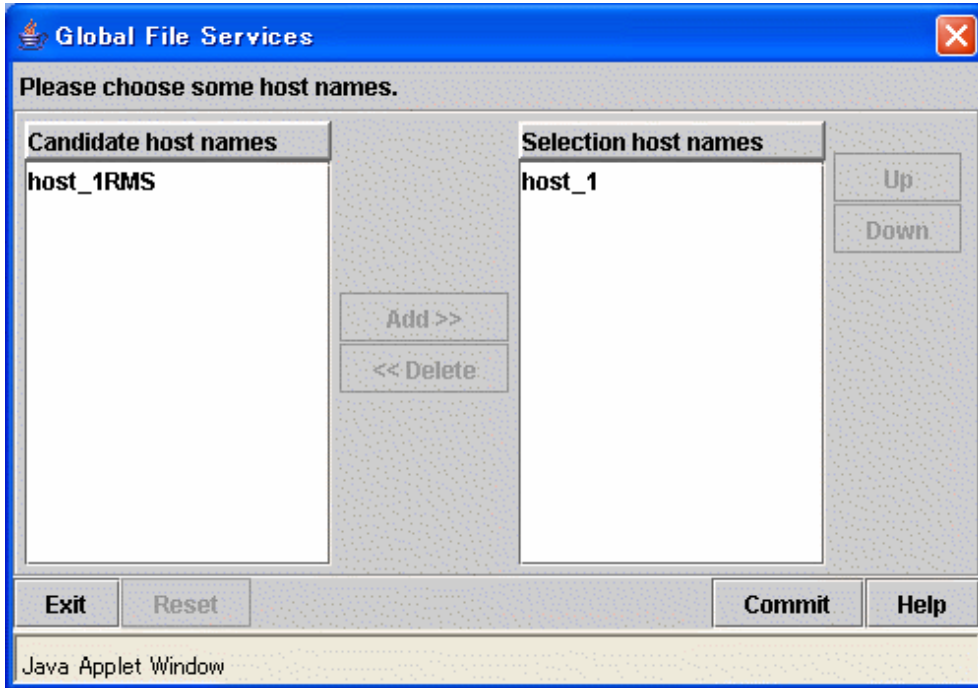 Global File Services
Please choose some host names.
Candidate host names
host_1RMS
Add >>
<< Delete
Selection host names
host_1
Up
Down
Exit
Reset
Commit
Help
Java Applet Window